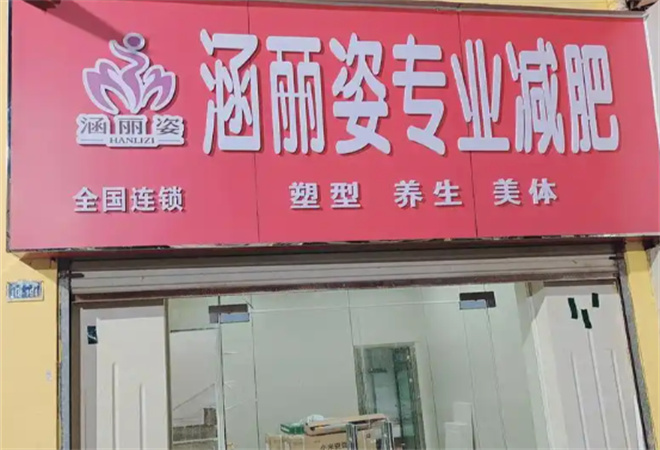 涵丽姿专业减肥
涵丽姿
HANLIZI
全国连锁
塑型 养生 美体